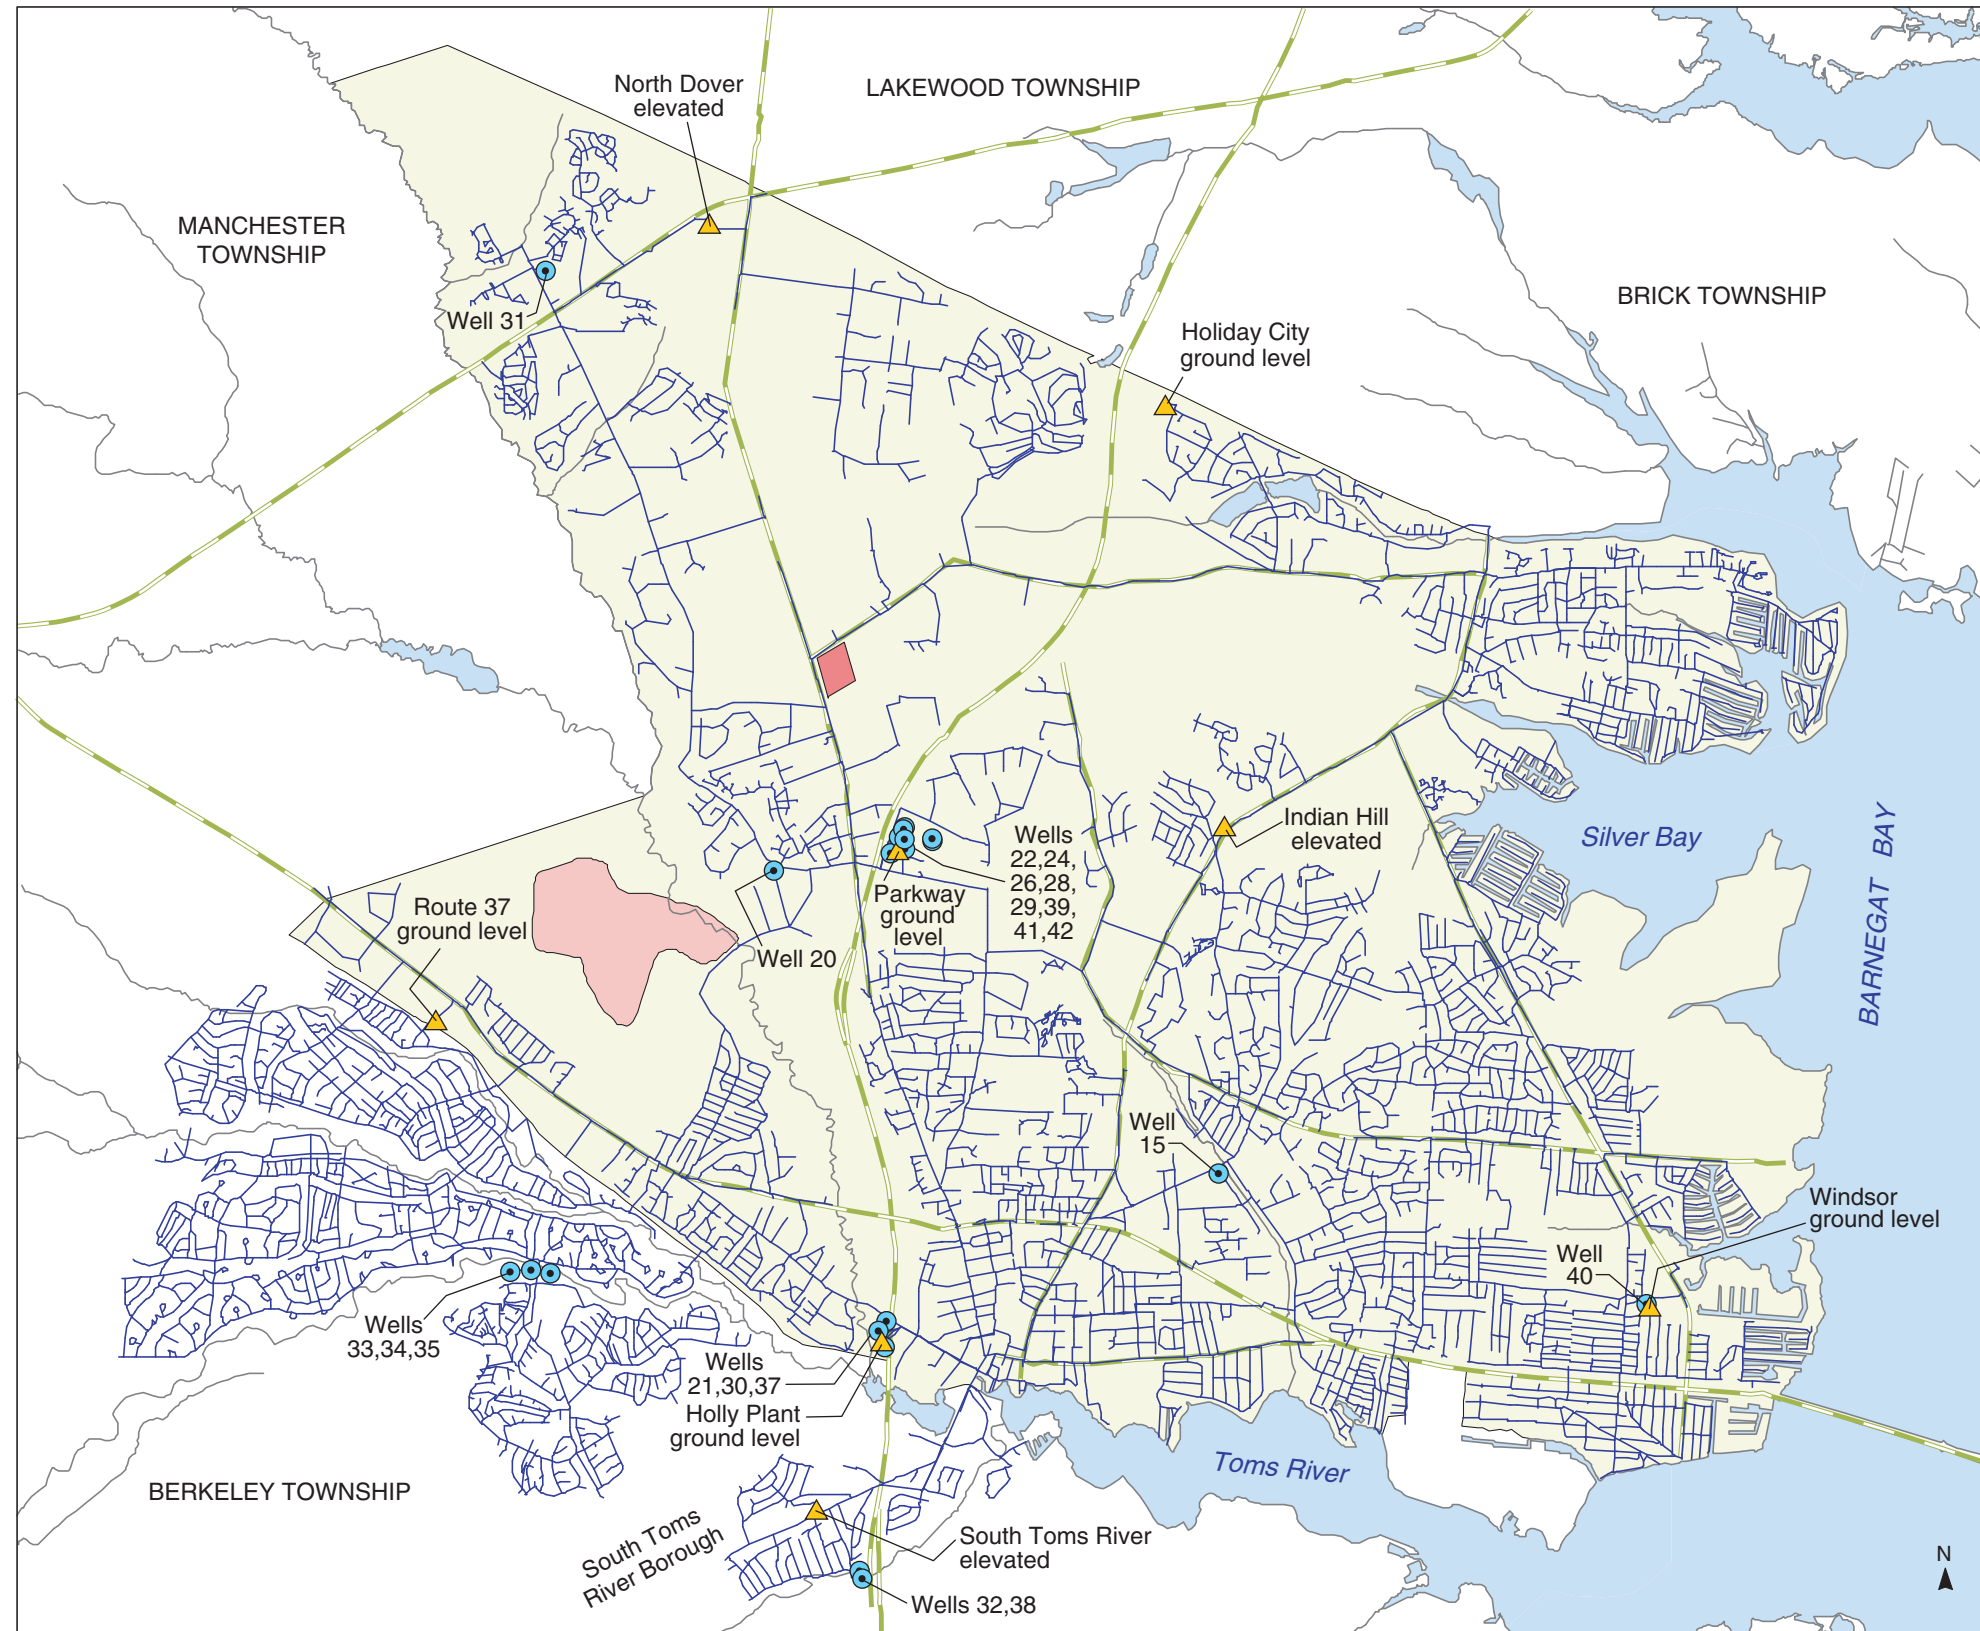 North Dover
elevated
LAKEWOOD TOWNSHIP
MANCHESTER
TOWNSHIP
Well 31
BRICK TOWNSHIP
Holiday City
ground level
Indian Hill
elevated
Silver Bay
BARNEGAT BAY
Wells
22,24,
26,28,
29,39,
41,42
Parkway
ground
level
Route 37
ground level
Well 20
Well
15
Windsor
ground level
Well
40
Wells
33,34,35
Wells
21,30,37
Holly Plant
ground level
Toms River
BERKELEY TOWNSHIP
South Toms
River Borough
South Toms River
elevated
Wells 32,38
N